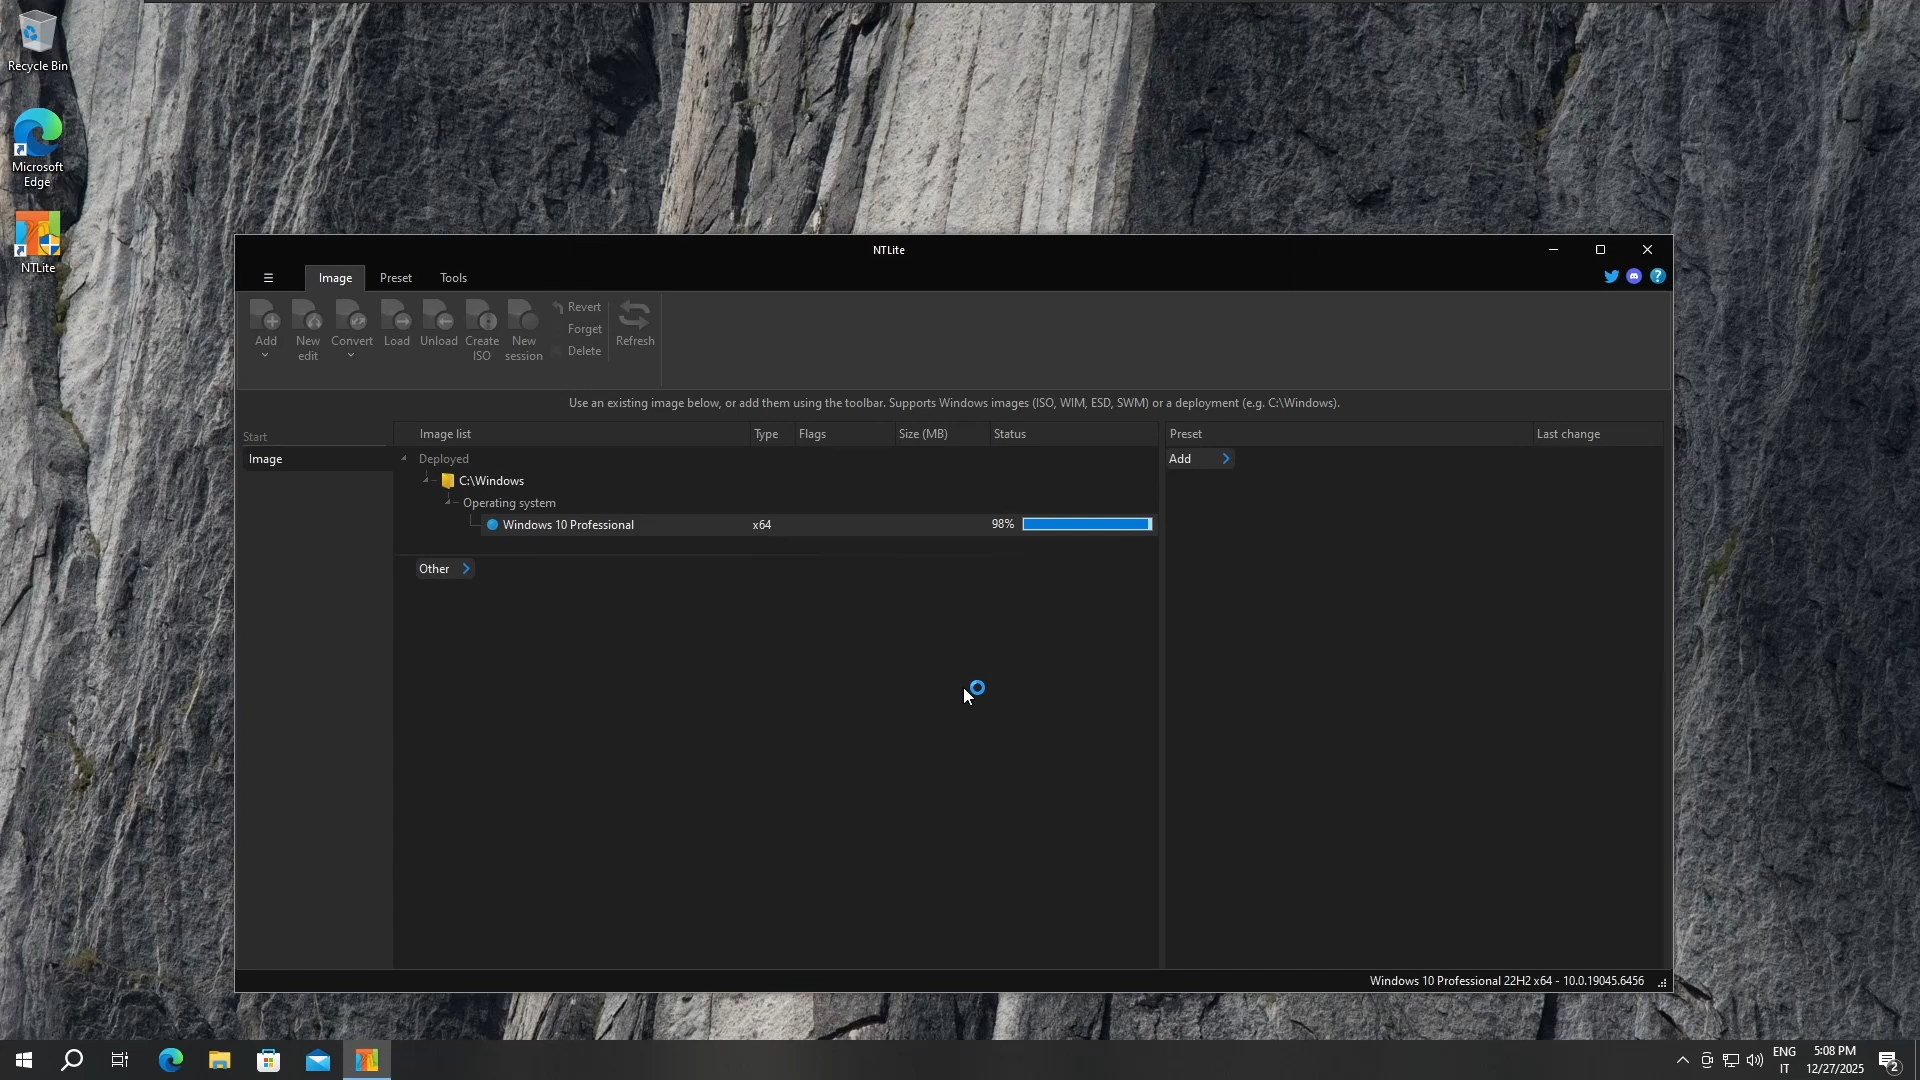 Recycle Bin
Microsoft
Edge
NTLite
NTLite
Image
Preset
Tools
Add
New
edit
Convert
Load
Unload
Create
ISO
New
session
Revert
Forget
Delete
Refresh
Use an existing image below, or add them using the toolbar. Supports Windows images (ISO, WIM, ESD, SWM) or a deployment (e.g. C:\Windows).
Start
Image
Image list
Type
Flags
Size (MB)
Status
Deployed
C:\Windows
Operating system
Windows 10 Professional
x64
98%
Other
Preset
Last change
Add
Windows 10 Professional 22H2 x64 - 10.0.19045.6456
ENG
IT
5:08 PM
12/27/2025
2